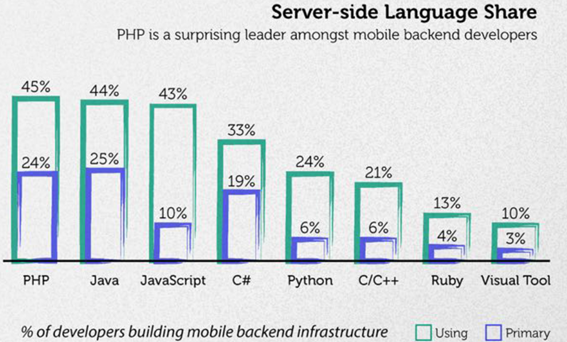 Server-side Language Share
PHP is a surprising leader amongst mobile backend developers
45% 44% 43% 33% 24% 21% 13% 10%
24% 25% 10% 19% 6% 6% 4% 3%
PHP Java JavaScript C# Python C/C++ Ruby Visual Tool
% of developers building mobile backend infrastructure Using Primary